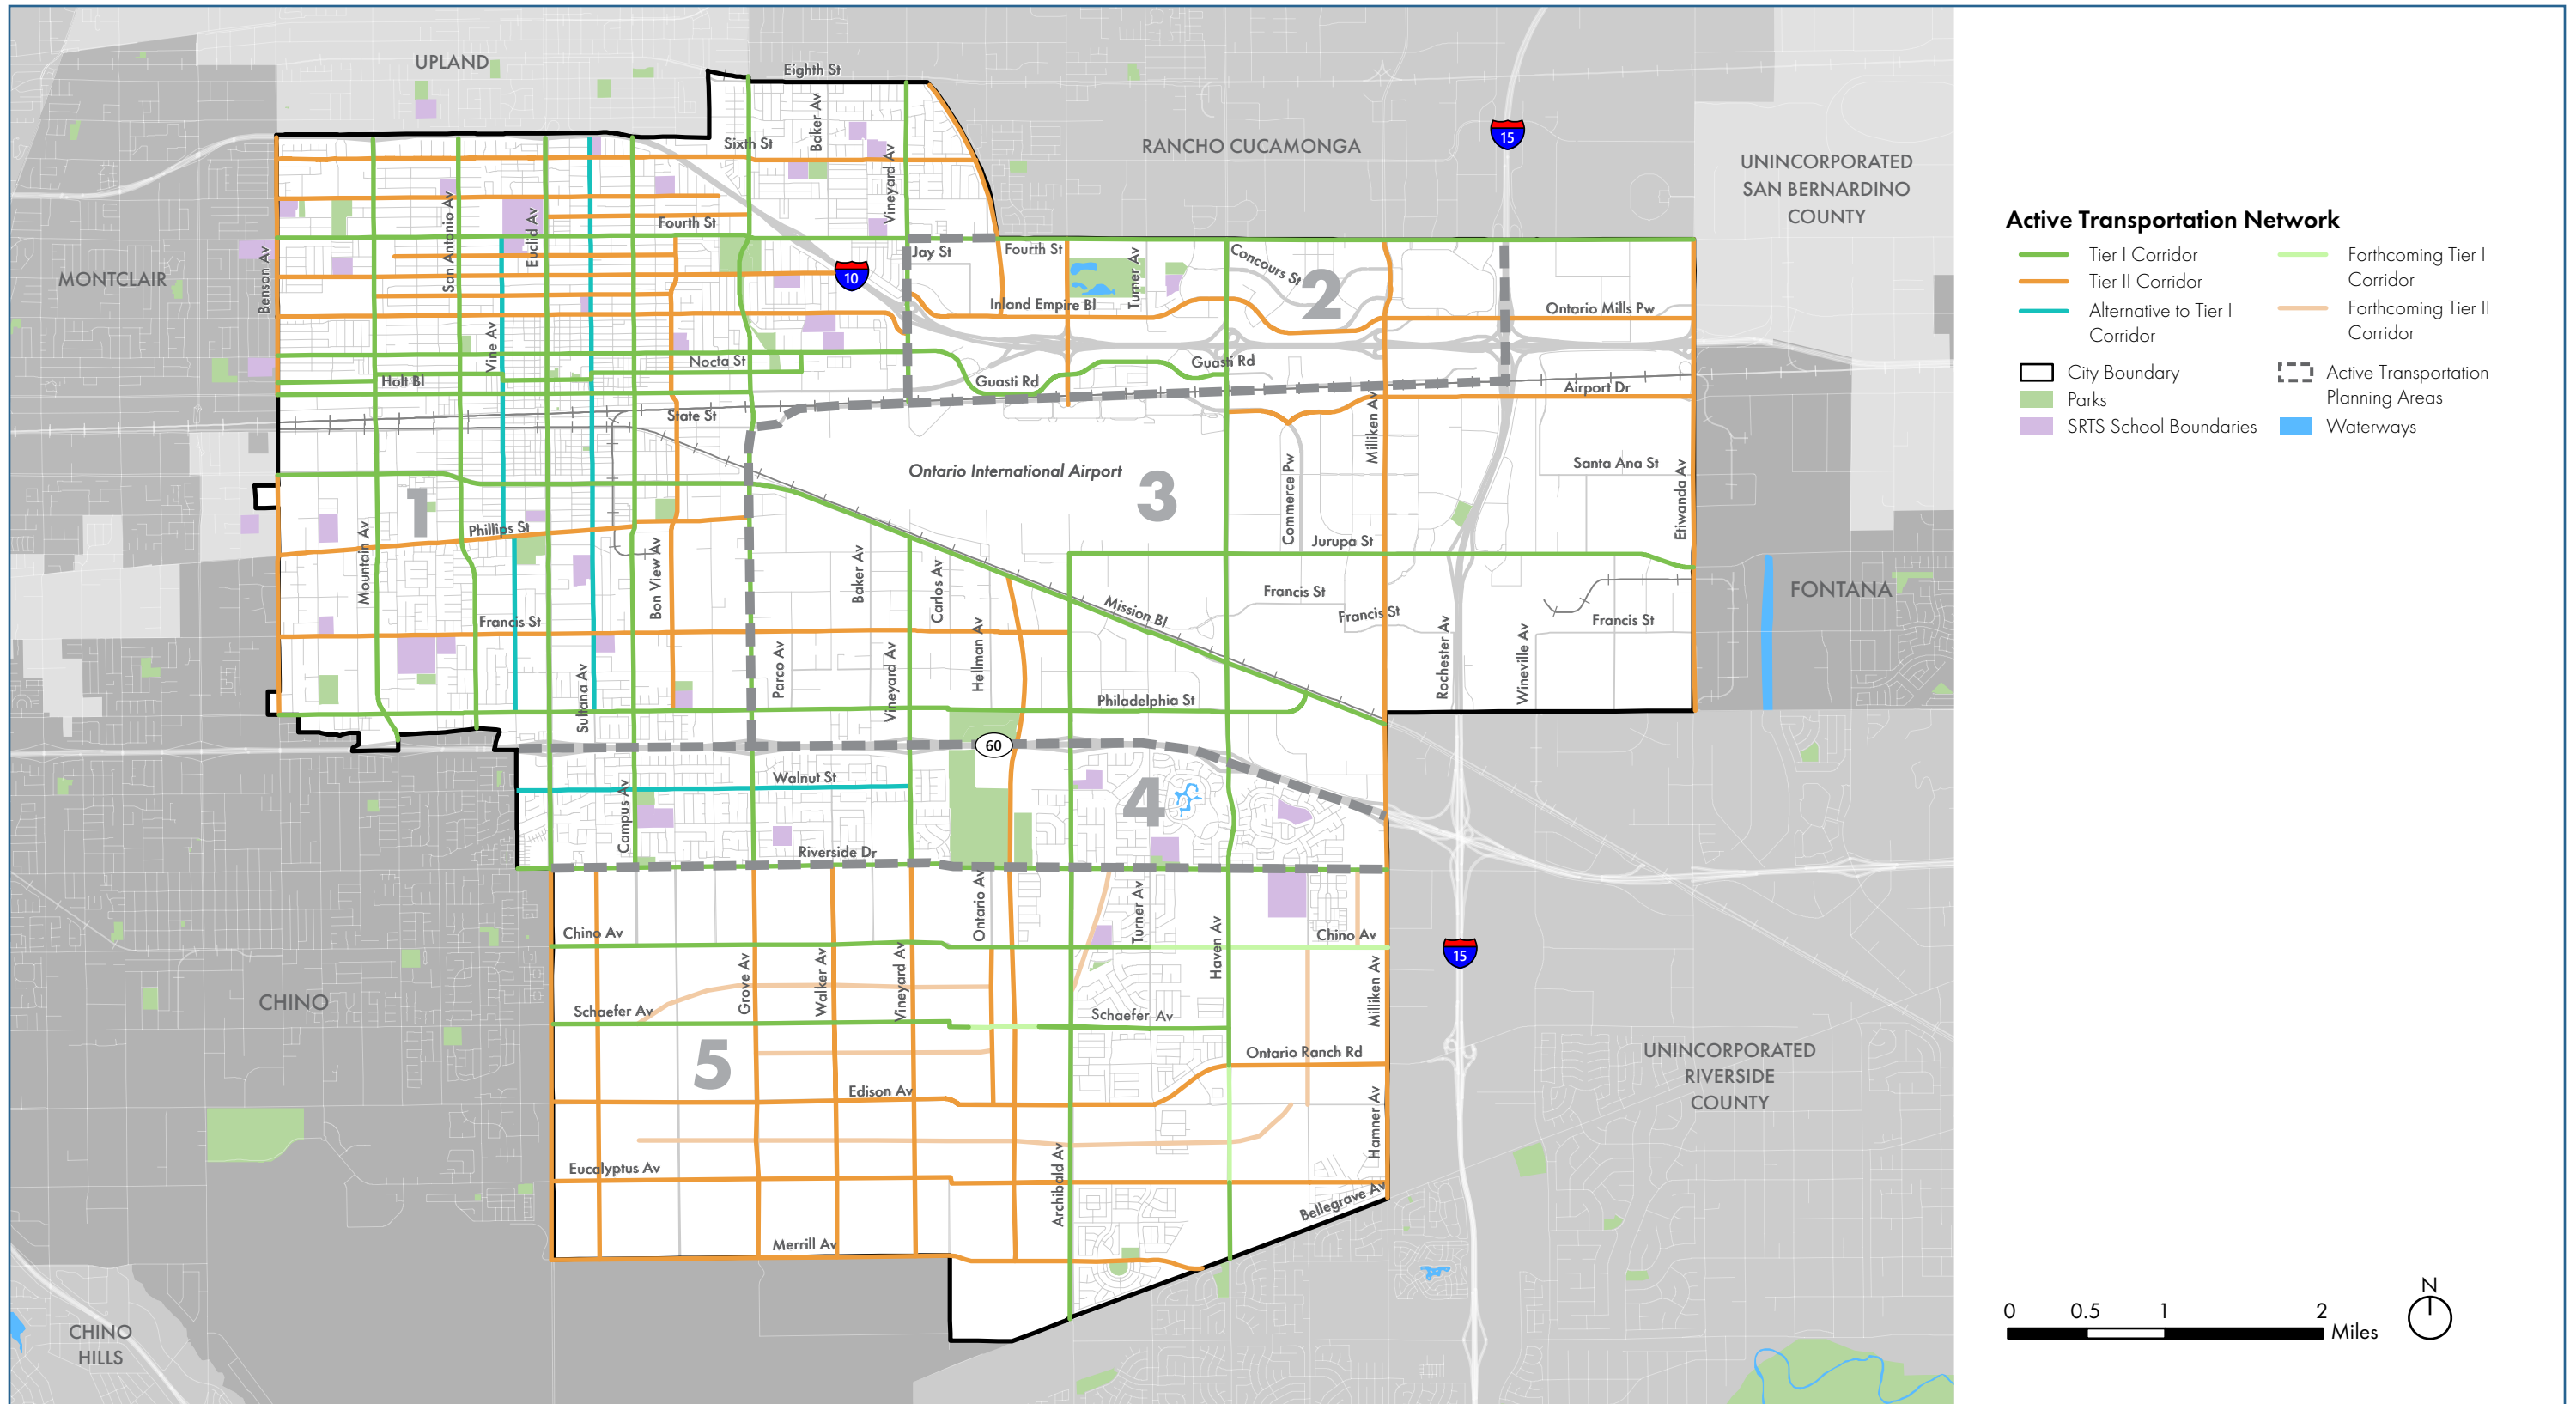 UPLAND
Eighth St
Baker Av
Sixth St
Vineyard Av
RANCHO CUCAMONGA
15
UNINCORPORATED
SAN BERNARDINO
COUNTY
MONTCLAIR
Benson Av
San Antonio Av
Euclid Av
Fourth St
Jay St
Fourth St
Turner Av
Concours St
2
10
Inland Empire Bl
Ontario Mills Pw
Vine Av
Nocta St
Guasti Rd
Holt Bl
Guasti Rd
Airport Dr
State St
Milliken Av
Ontario International Airport
3
Commerce Pw
Santa Ana St
Etiwanda Av
1
Phillips St
Mountain Av
Bon View Av
Baker Av
Carlos Av
Jurupa St
Francis St
Francis St
Francis St
Francis St
Mission Bl
FONTANA
Sultana Av
Parco Av
Vineyard Av
Hellman Av
Philadelphia St
Rochester Av
Wineville Av
60
Walnut St
Campus Av
4
Riverside Dr
Chino Av
Ontario Av
Turner Av
Haven Av
Chino Av
15
Milliken Av
CHINO
Schaefer Av
Grove Av
Walker Av
Vineyard Av
Schaefer Av
5
Ontario Ranch Rd
UNINCORPORATED
RIVERSIDE
COUNTY
Edison Av
Hamner Av
Eucalyptus Av
Archibald Av
Bellegrave Av
Merrill Av
CHINO
HILLS
Active Transportation Network
Tier I Corridor
Tier II Corridor
Alternative to Tier I
Corridor
Forthcoming Tier I
Corridor
Forthcoming Tier II
Corridor
City Boundary
Parks
SRTS School Boundaries
Active Transportation
Planning Areas
Waterways
N
0 0.5 1 2
Miles